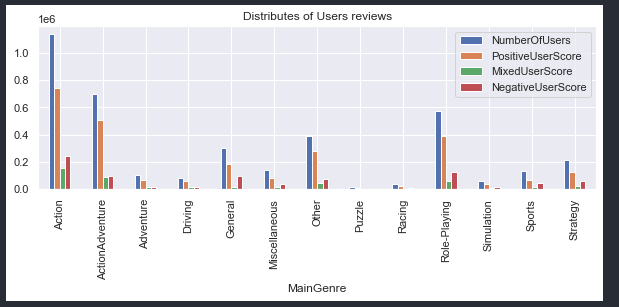 Distributes of Users reviews
1e6
NumberOfUsers
PositiveUserScore
MixedUserScore
NegativeUserScore
1.0
0.8
0.6
0.4
0.2
0.0
Action
ActionAdventure
Adventure
Driving
General
Miscellaneous
Other
Puzzle
Racing
Role-Playing
Simulation
Sports
Strategy
MainGenre